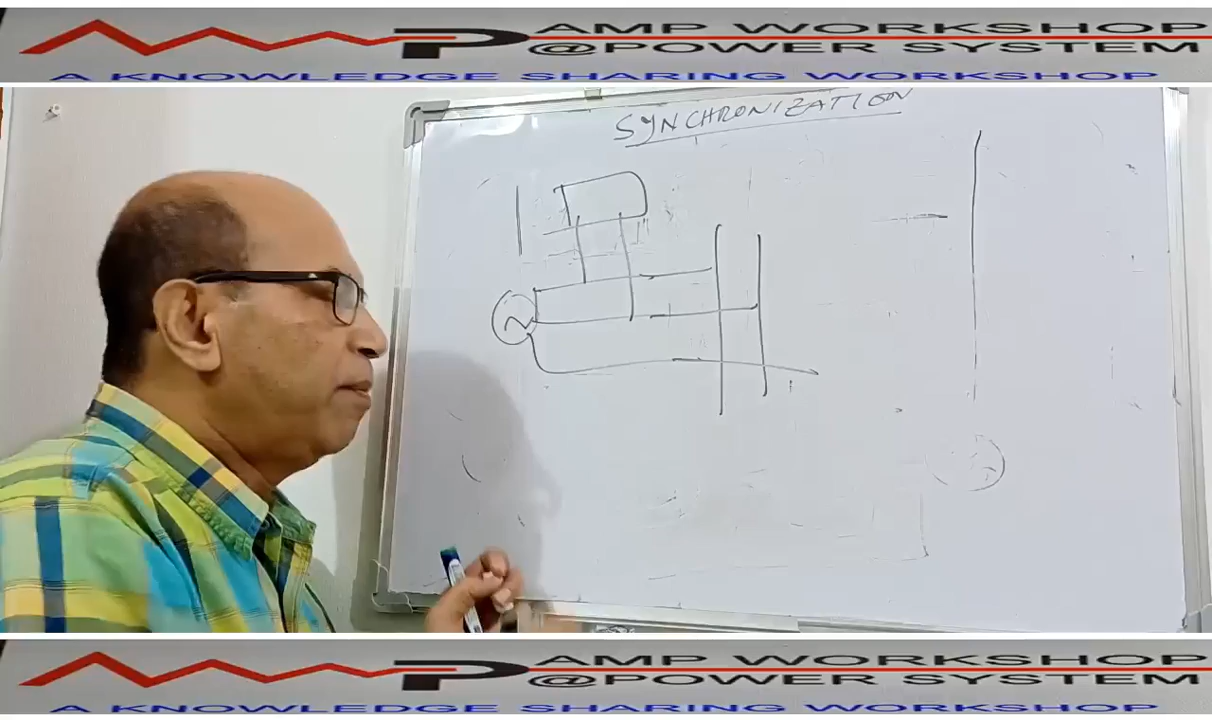 AMP WORKSHOP
@POWER SYSTEM
A KNOWLEDGE SHARING WORKSHOP
SYNCHRONIZATION
AMP WORKSHOP
@POWER SYSTEM
A KNOWLEDGE SHARING WORKSHOP